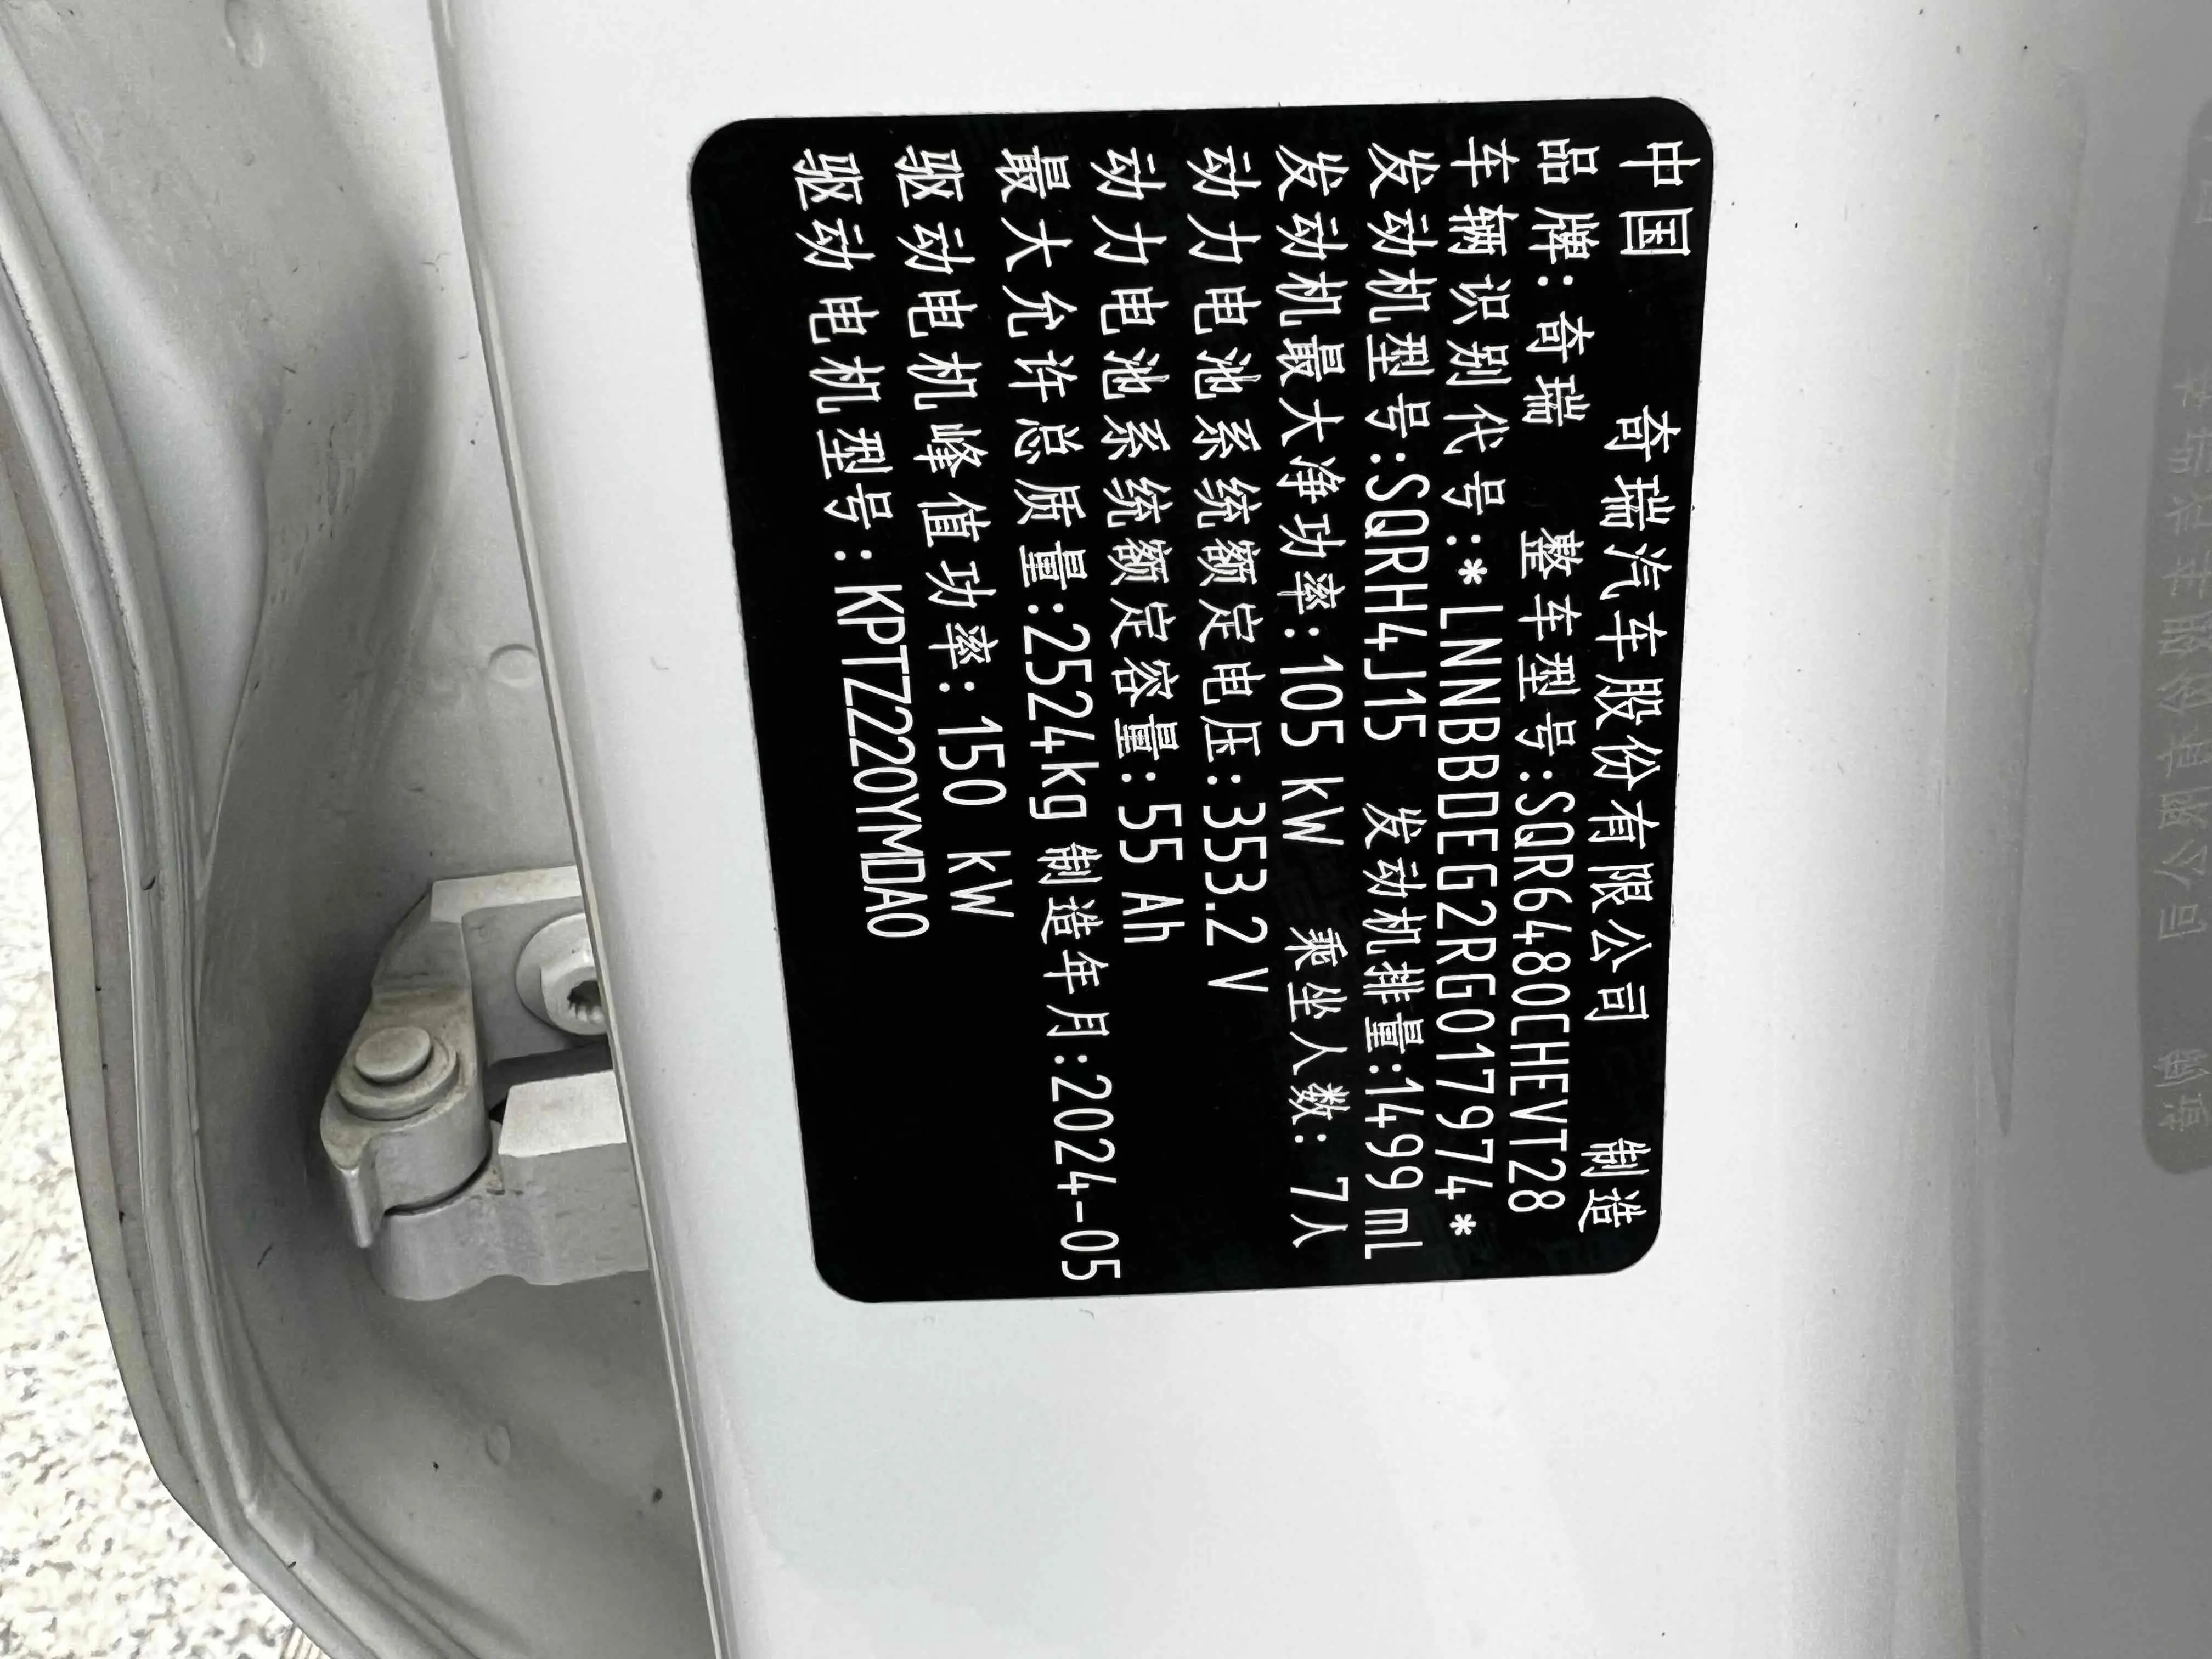 中国 奇瑞汽车股份有限公司 制造
品牌:奇瑞 整车型号:SQR6480CHEVT28
车辆识别代号:*LNNBBDEG2RG017974*
发动机型号:SQRH4J15 发动机排量:1499ml
发动机最大净功率:105 kW 乘坐人数: 7人
动力电池系统额定电压:353.2 V
动力电池系统额定容量:55 Ah
最大允许总质量:2524kg 制造年月:2024-05
驱动电机峰值功率:150 kW
驱动电机型号:KPTZ220YMDA0